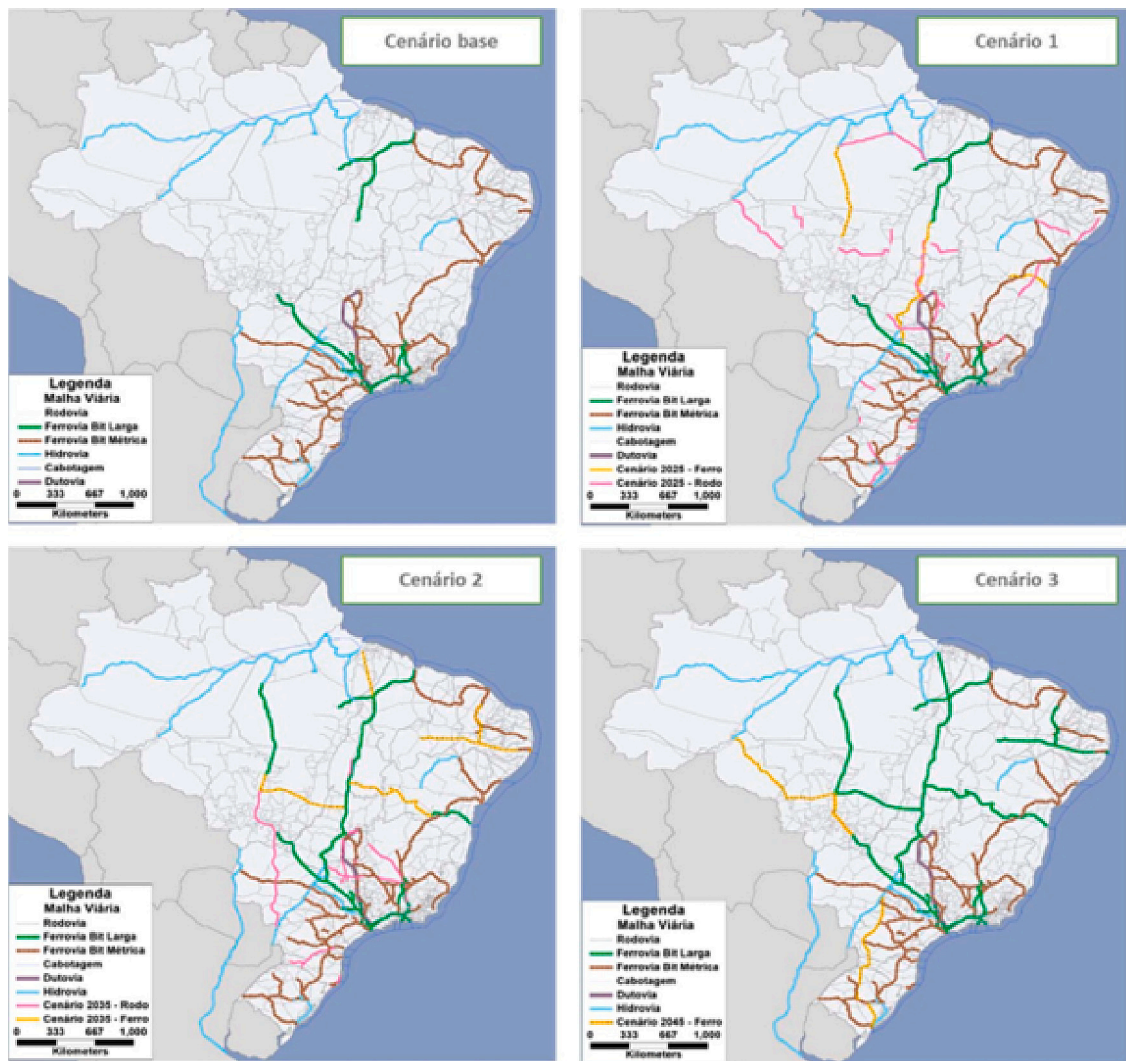 Cenário base
Legenda
Malha Viária
Rodovia
Ferrovia Bit Larga
Ferrovia Bit Métrica
Hidrovia
Cabotagem
Dutovia
0 333 667 1,000
Kilometers
Cenário 1
Legenda
Malha Viária
Rodovia
Ferrovia Bit Larga
Ferrovia Bit Métrica
Hidrovia
Cabotagem
Dutovia
Cenário 2025 - Ferro
Cenário 2025 - Rodo
0 333 667 1,000
Kilometers
Cenário 2
Legenda
Malha Viária
Rodovia
Ferrovia Bit Larga
Ferrovia Bit Métrica
Cabotagem
Dutovia
Hidrovia
Cenário 2035 - Rodo
Cenário 2035 - Ferro
0 333 667 1,000
Kilometers
Cenário 3
Legenda
Malha Viária
Rodovia
Ferrovia Bit Larga
Ferrovia Bit Métrica
Cabotagem
Dutovia
Hidrovia
Cenário 2045 - Ferro
0 333 667 1,000
Kilometers